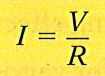 I = V/R